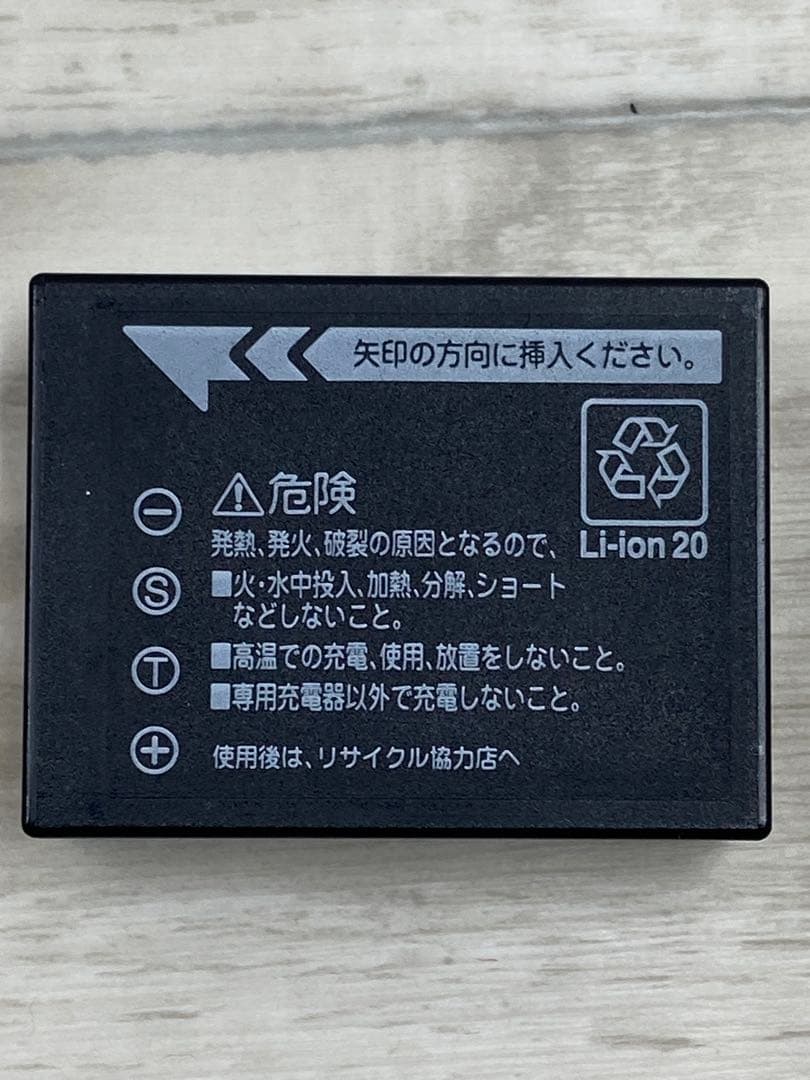 矢印の方向に挿入ください。
⚠危険
発熱、発火、破裂の原因となるので、
Li-ion 20
■火・水中投入、加熱、分解、ショート
などしないこと。
■高温での充電、使用、放置をしないこと。
■専用充電器以外で充電しないこと。
使用後は、リサイクル協力店へ
⊖
Ⓢ
Ⓣ
⊕